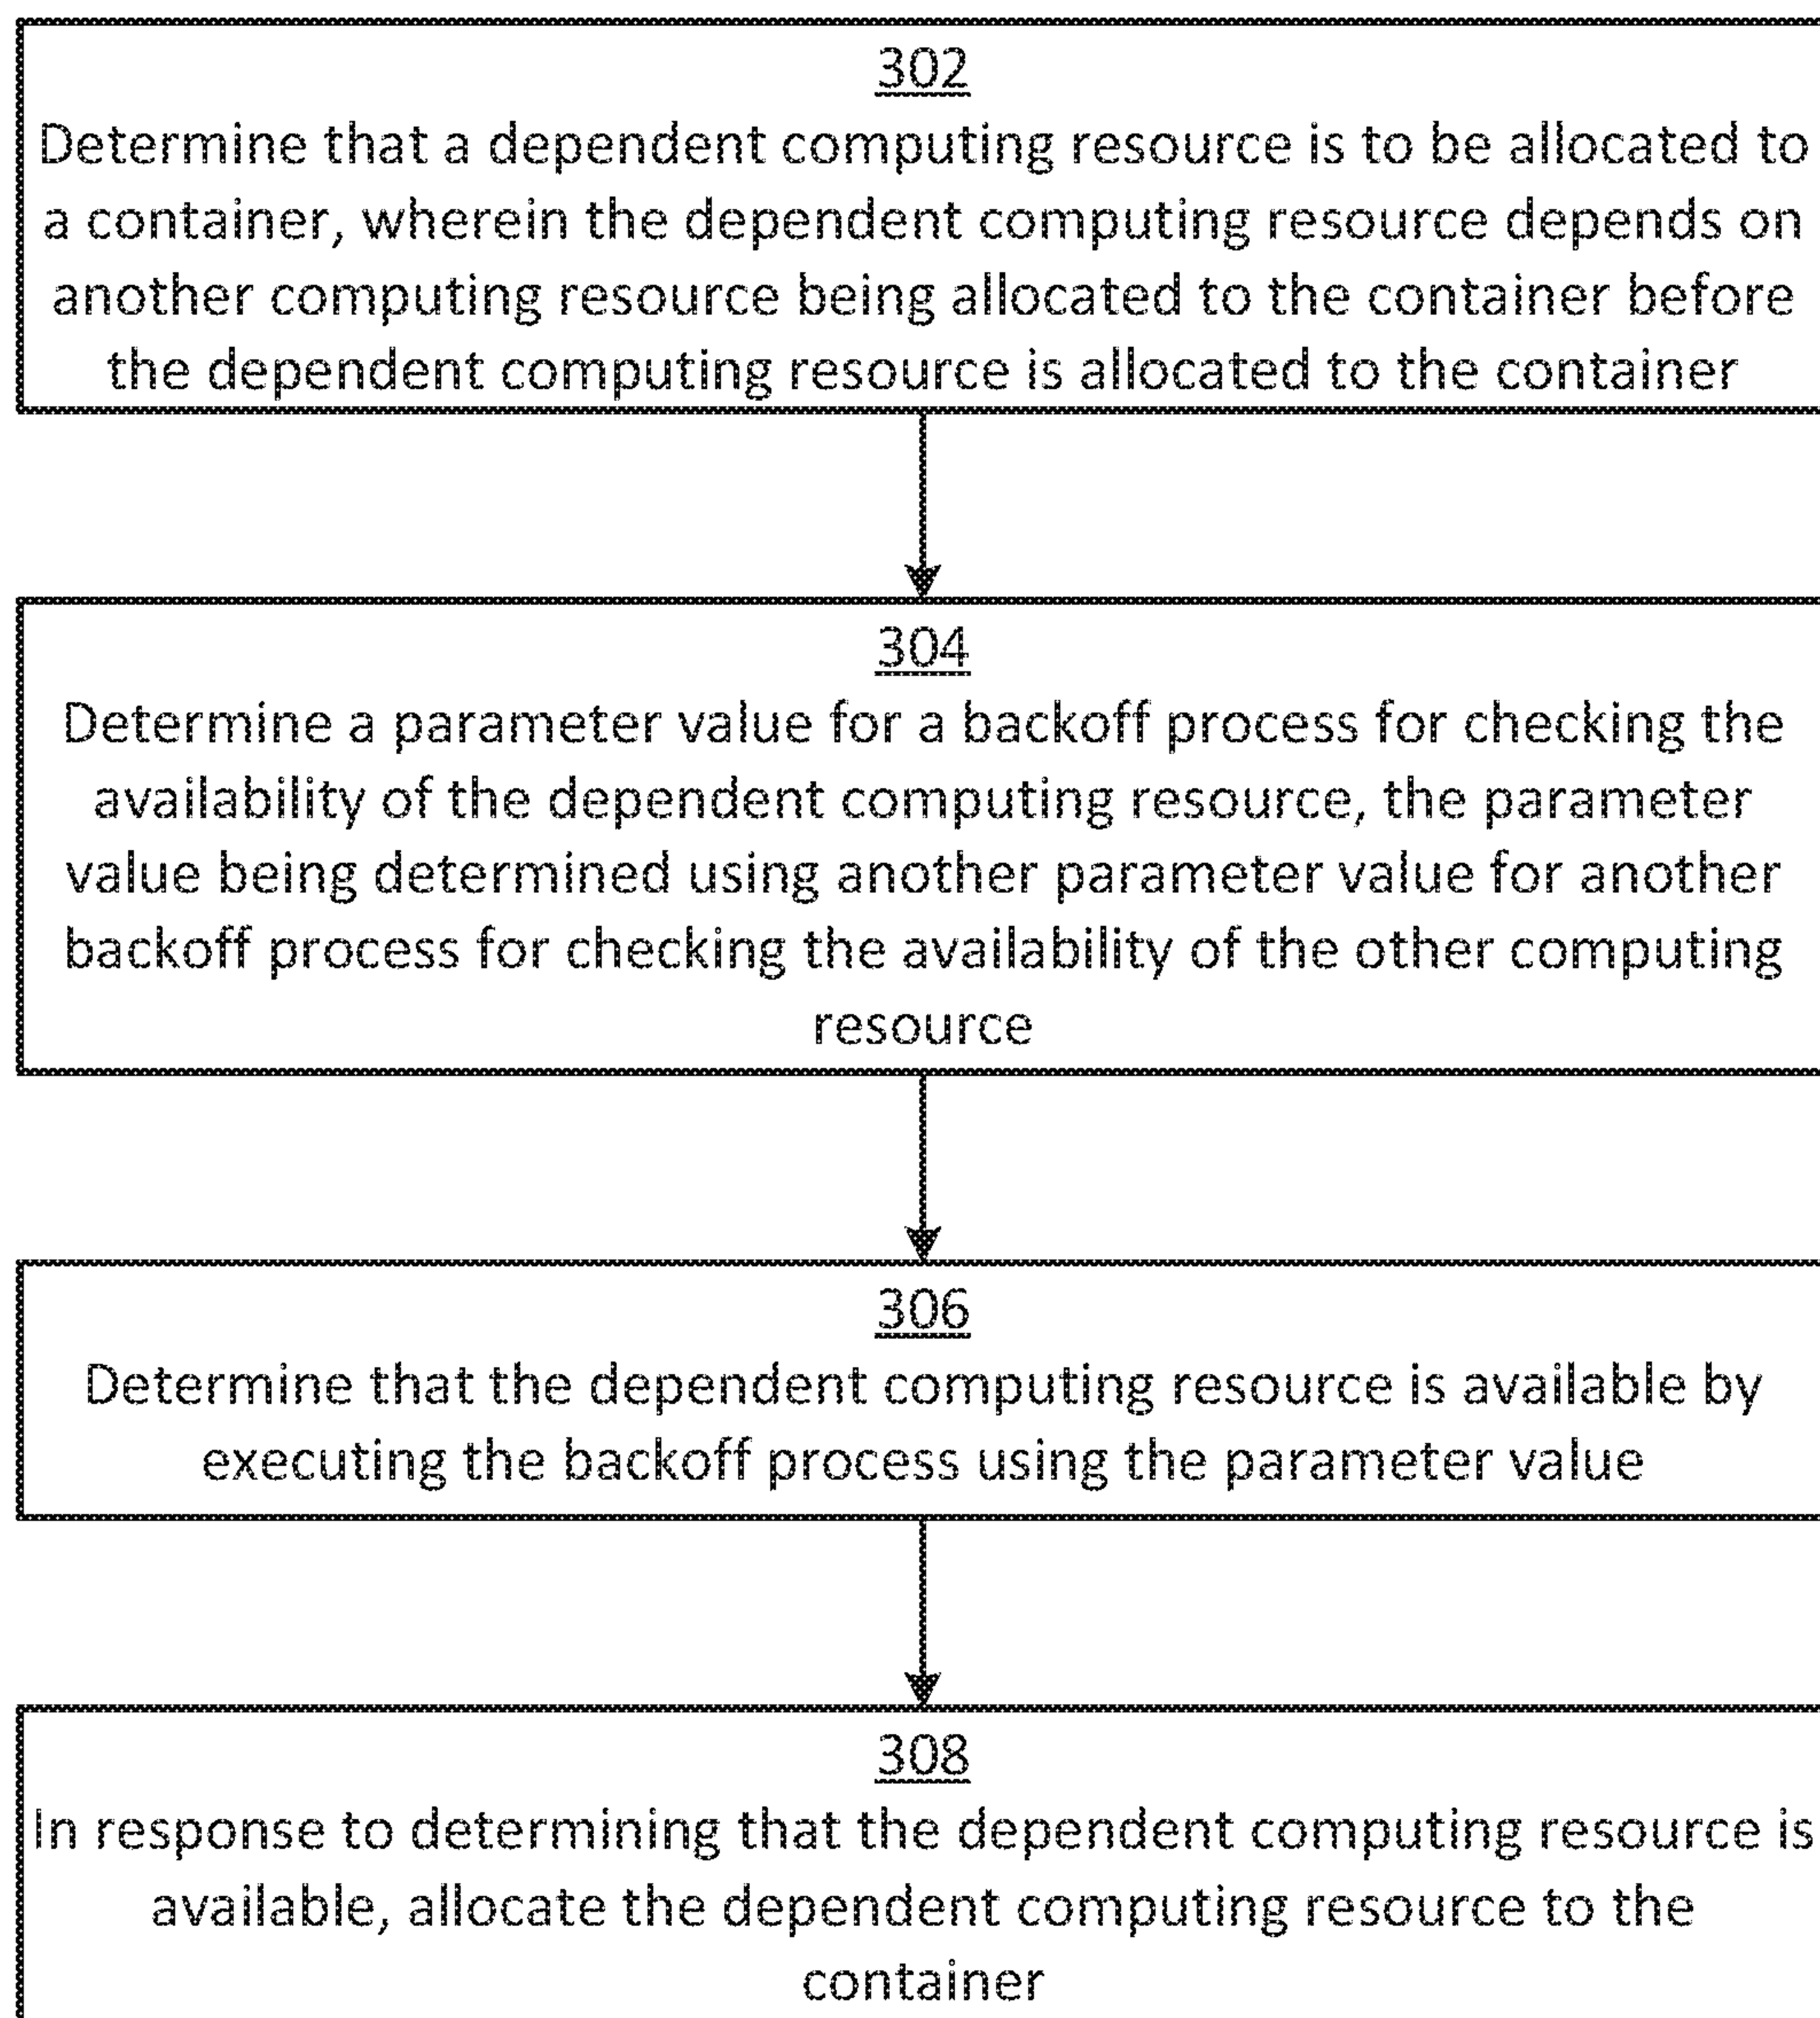 302
Determine that a dependent computing resource is to be allocated to
a container, wherein the dependent computing resource depends on
another computing resource being allocated to the container before
the dependent computing resource is allocated to the container
304
Determine a parameter value for a backoff process for checking the
availability of the dependent computing resource, the parameter
value being determined using another parameter value for another
backoff process for checking the availability of the other computing
resource
306
Determine that the dependent computing resource is available by
executing the backoff process using the parameter value
308
In response to determining that the dependent computing resource is
available, allocate the dependent computing resource to the
container